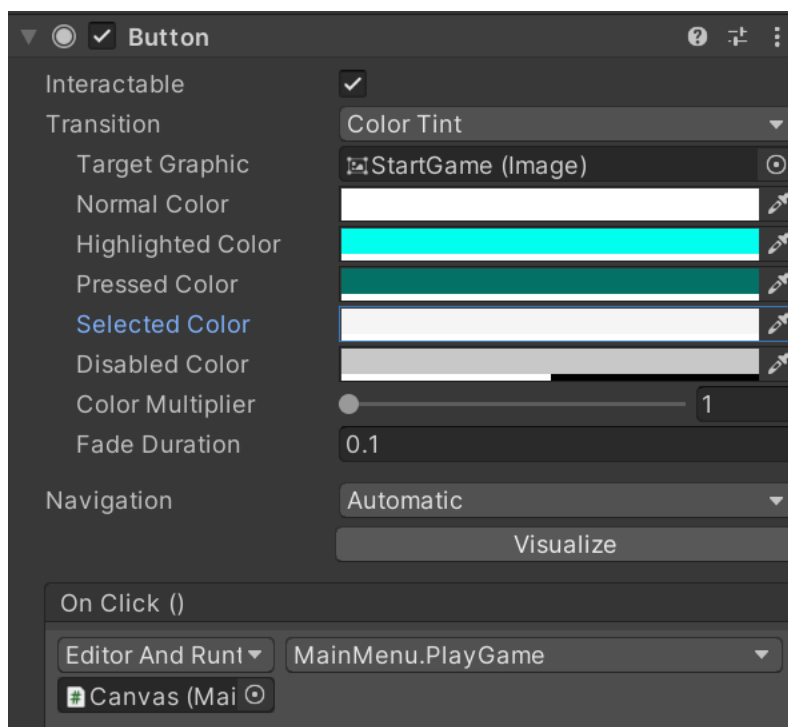 Button
Interactable
Transition Color Tint
Target Graphic StartGame (Image)
Normal Color
Highlighted Color
Pressed Color
Selected Color
Disabled Color
Color Multiplier 1
Fade Duration 0.1
Navigation Automatic
Visualize
On Click ()
Editor And Runt MainMenu.PlayGame
# Canvas (Mai